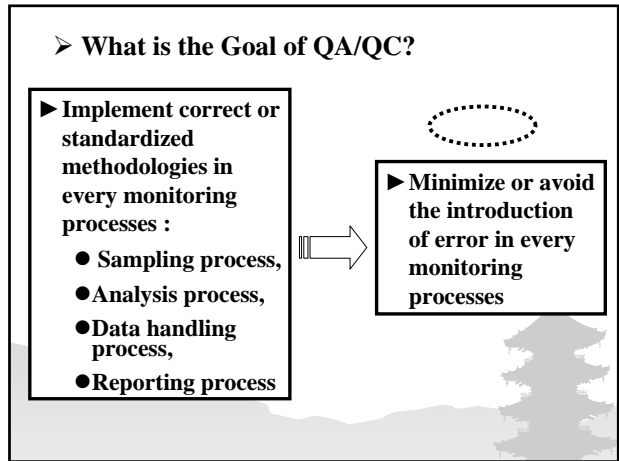 ➢ What is the Goal of QA/QC?
►Implement correct or
standardized
methodologies in
every monitoring
processes :
● Sampling process,
●Analysis process,
●Data handling
process,
●Reporting process
►Minimize or avoid
the introduction
of error in every
monitoring
processes